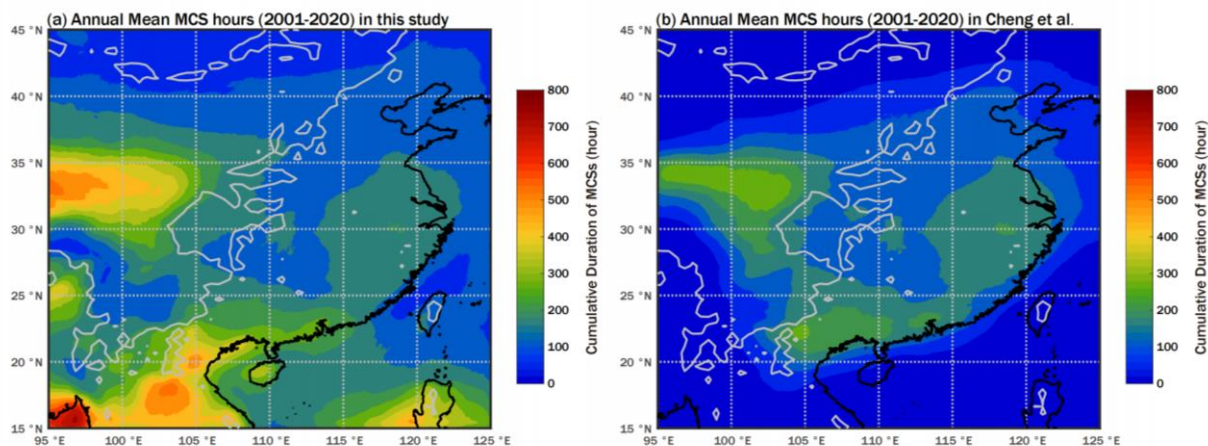 (a) Annual Mean MCS hours (2001-2020) in this study
45 °N
40 °N
35 °N
30 °N
25 °N
20 °N
15 °N
95 °E 100 °E 105 °E 110 °E 115 °E 120 °E 125 °E
800
700
600
500
400
300
200
100
0
Cumulative Duration of MCSs (hour)
(b) Annual Mean MCS hours (2001-2020) in Cheng et al.
45 °N
40 °N
35 °N
30 °N
25 °N
20 °N
15 °N
95 °E 100 °E 105 °E 110 °E 115 °E 120 °E 125 °E
800
700
600
500
400
300
200
100
0
Cumulative Duration of MCSs (hour)